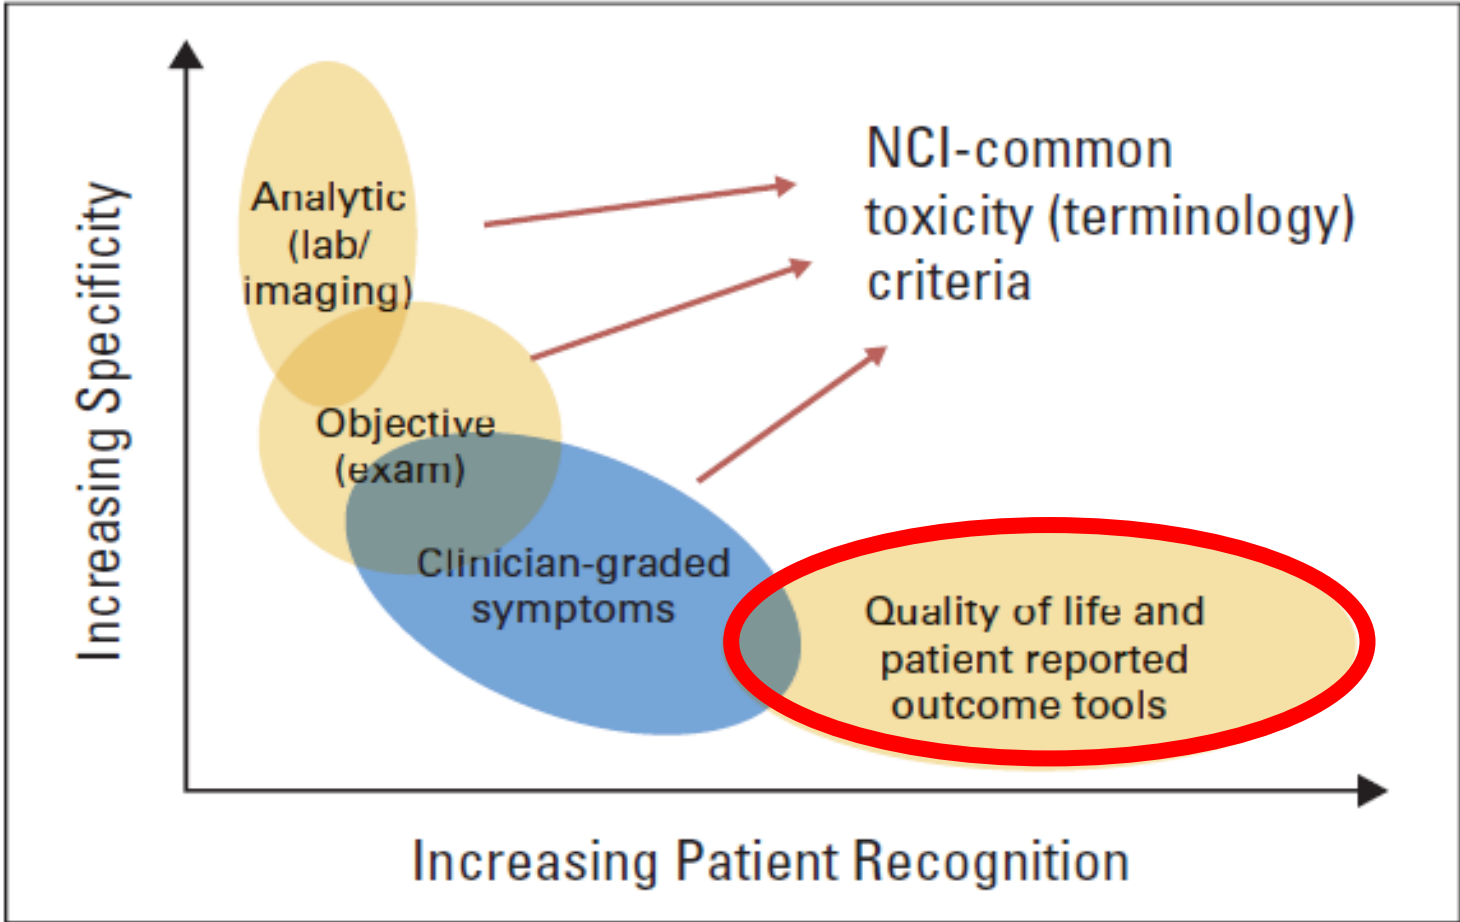 Increasing Specificity
Analytic
(lab/
imaging)
NCI-common
toxicity (terminology)
criteria
Objective
(exam)
Clinician-graded
symptoms
Quality of life and
patient reported
outcome tools
Increasing Patient Recognition